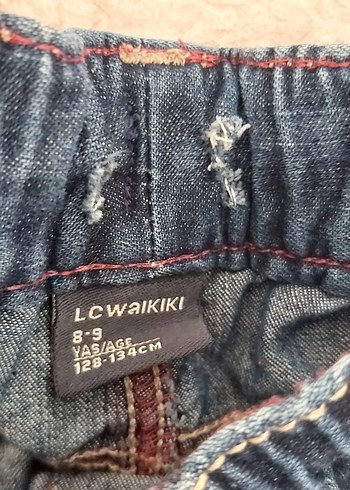 LCWAIKIKI
8-9
YAS/AGE
128-134CM